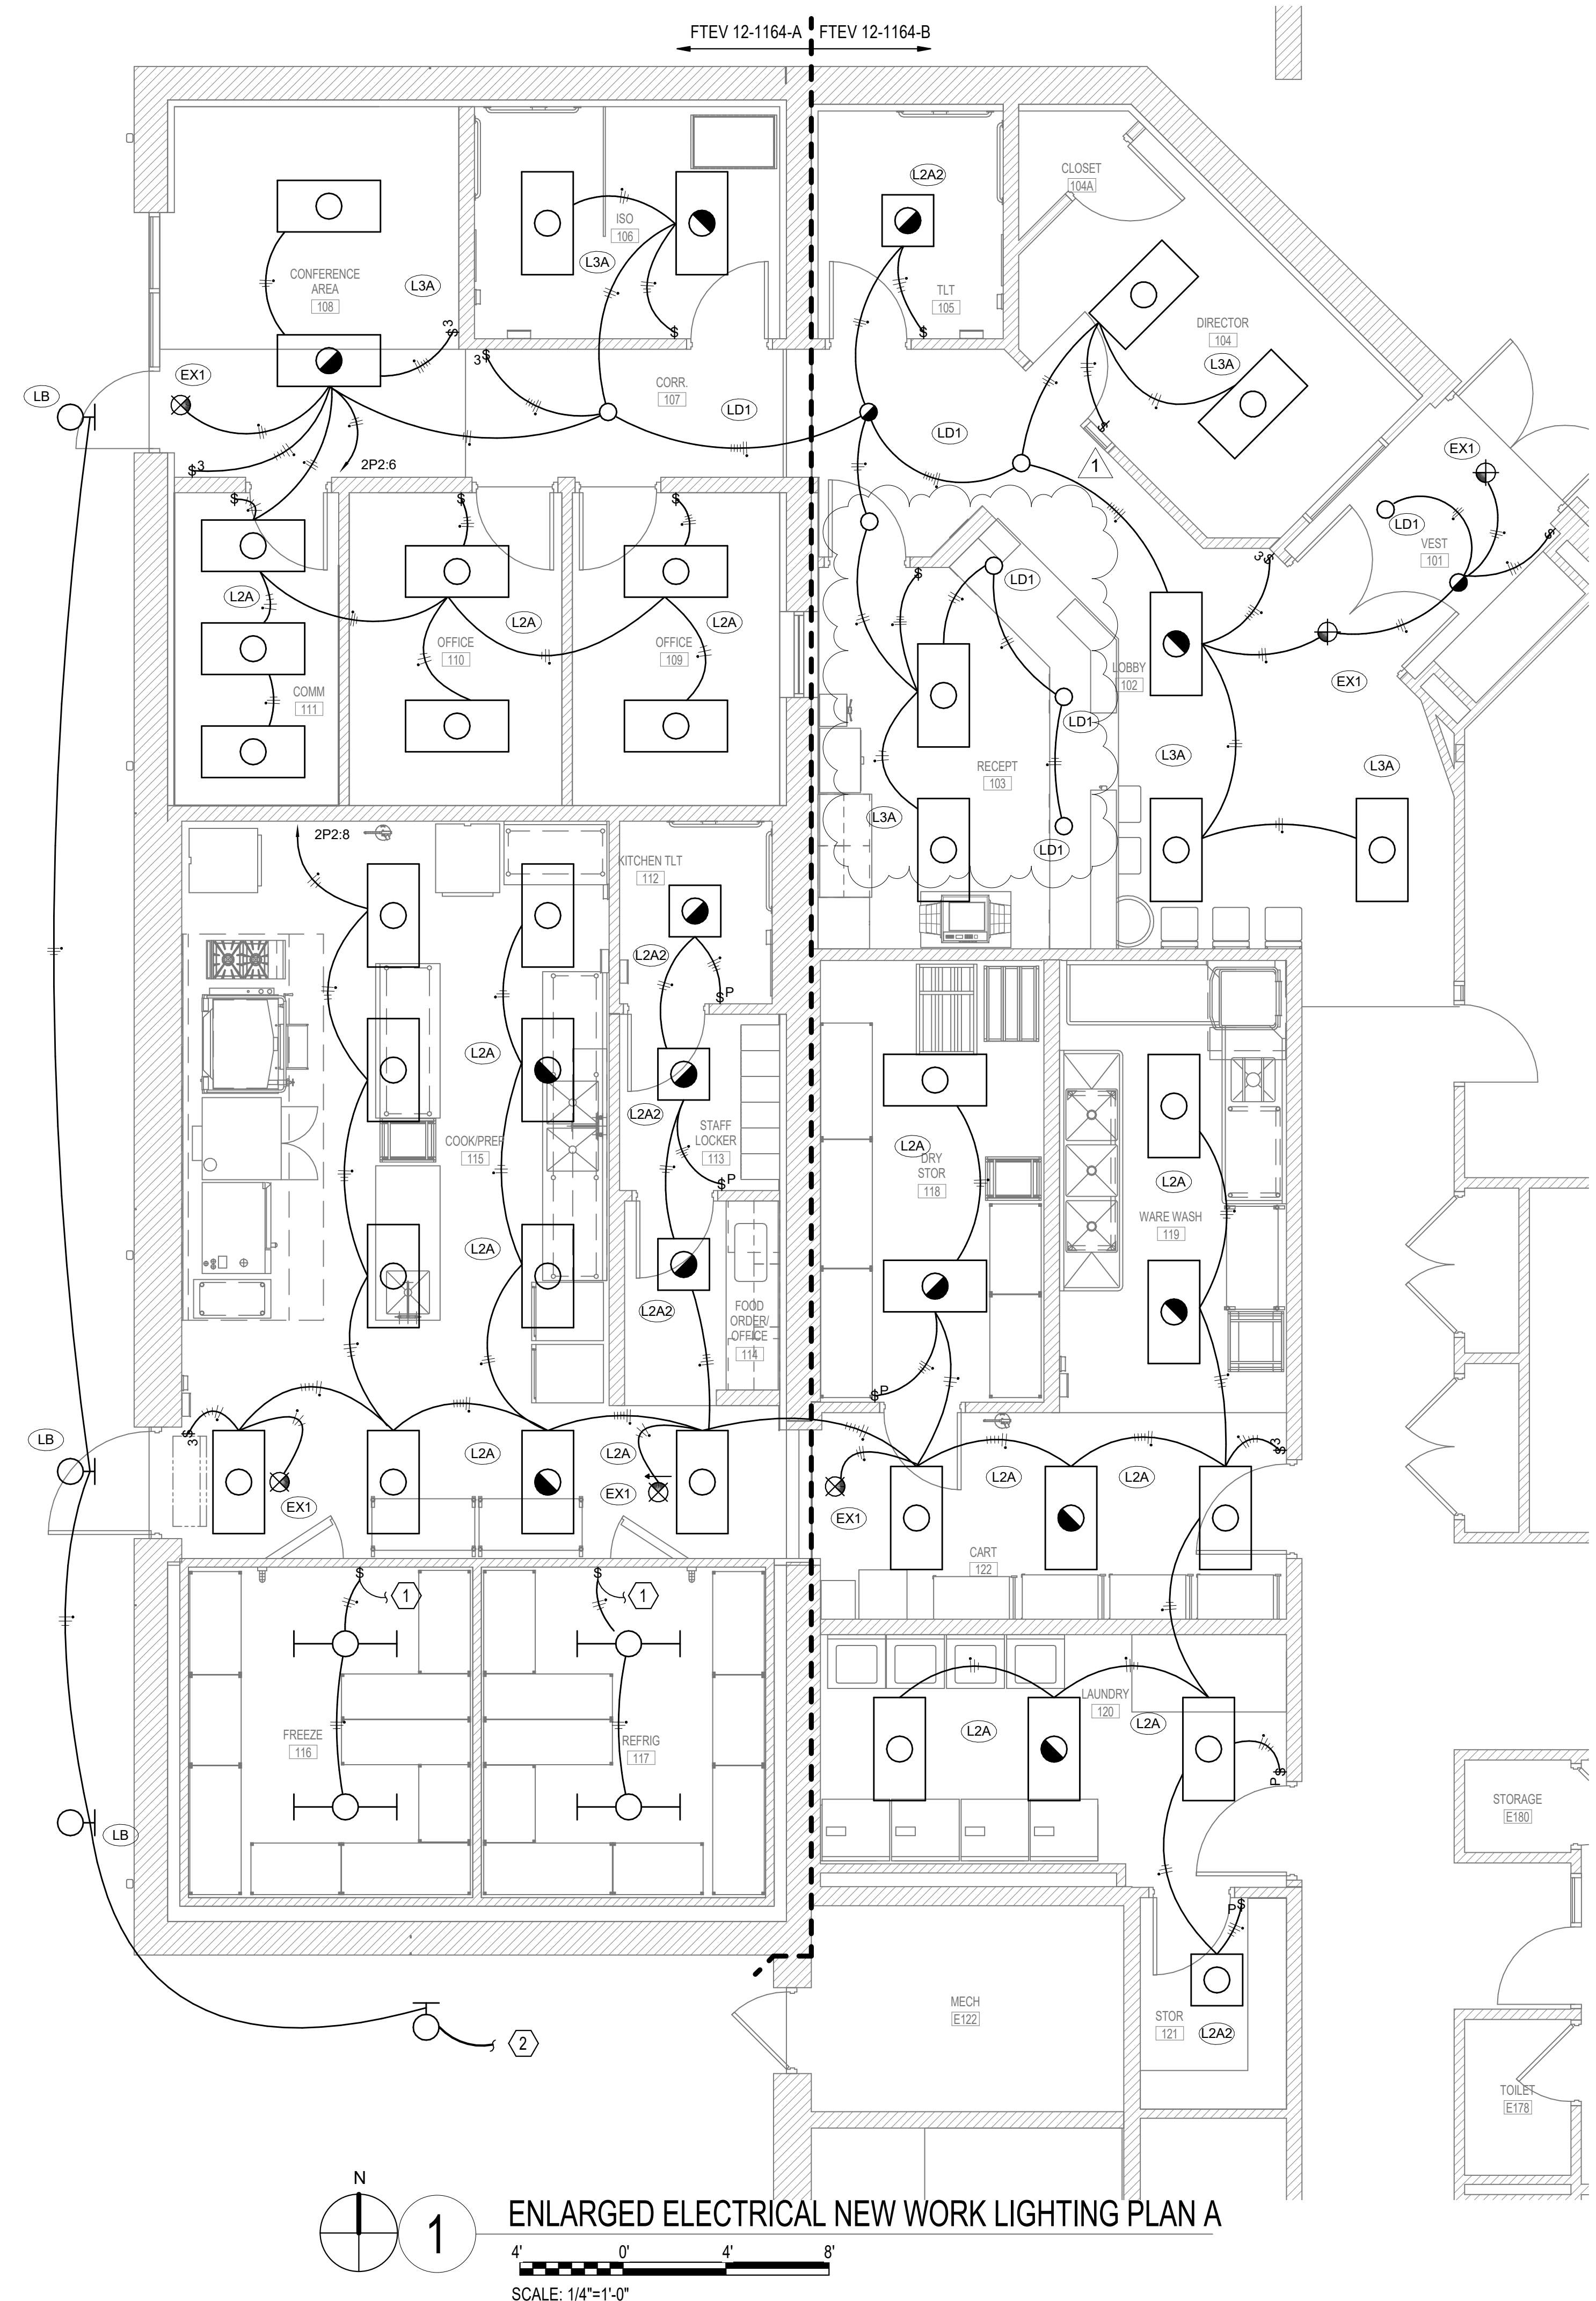 FTEV 12-1164-A
FTEV 12-1164-B
L2A2
CLOSET
104A
ISO
106
L3A
CONFERENCE
AREA
108
L3A
TLT
105
DIRECTOR
104
L3A
$
$
3
$
3$
EX1
LB
CORR.
107
LD1
LD1
$
1
EX1
$3
2P2:6
LD1
VEST
101
$
$
$
$
3$
$
LD1
L2A
L2A
L2A
OFFICE
110
OFFICE
109
COMM
111
LOBBY
102
EX1
LD1
L3A
L3A
RECEPT
103
L3A
LD1
2P2:8
KITCHEN TLT
112
L2A2
$P
L2A
L2A2
STAFF
LOCKER
113
$P
COOK/PREP
115
L2A
DRY
STOR
118
L2A
WARE WASH
119
L2A
L2A2
FOOD
ORDER/
OFFICE
114
$P
LB
3$
L2A
L2A
L2A
L2A
$3
EX1
EX1
EX1
CART
122
$
1
$
1
LAUNDRY
120
L2A
L2A
FREEZE
116
REFRIG
117
P$
LB
STORAGE
E180
P$
MECH
E122
STOR
121
L2A2
2
TOILET
E178
N
1
ENLARGED ELECTRICAL NEW WORK LIGHTING PLAN A
4'
0'
4'
8'
SCALE: 1/4"=1'-0"